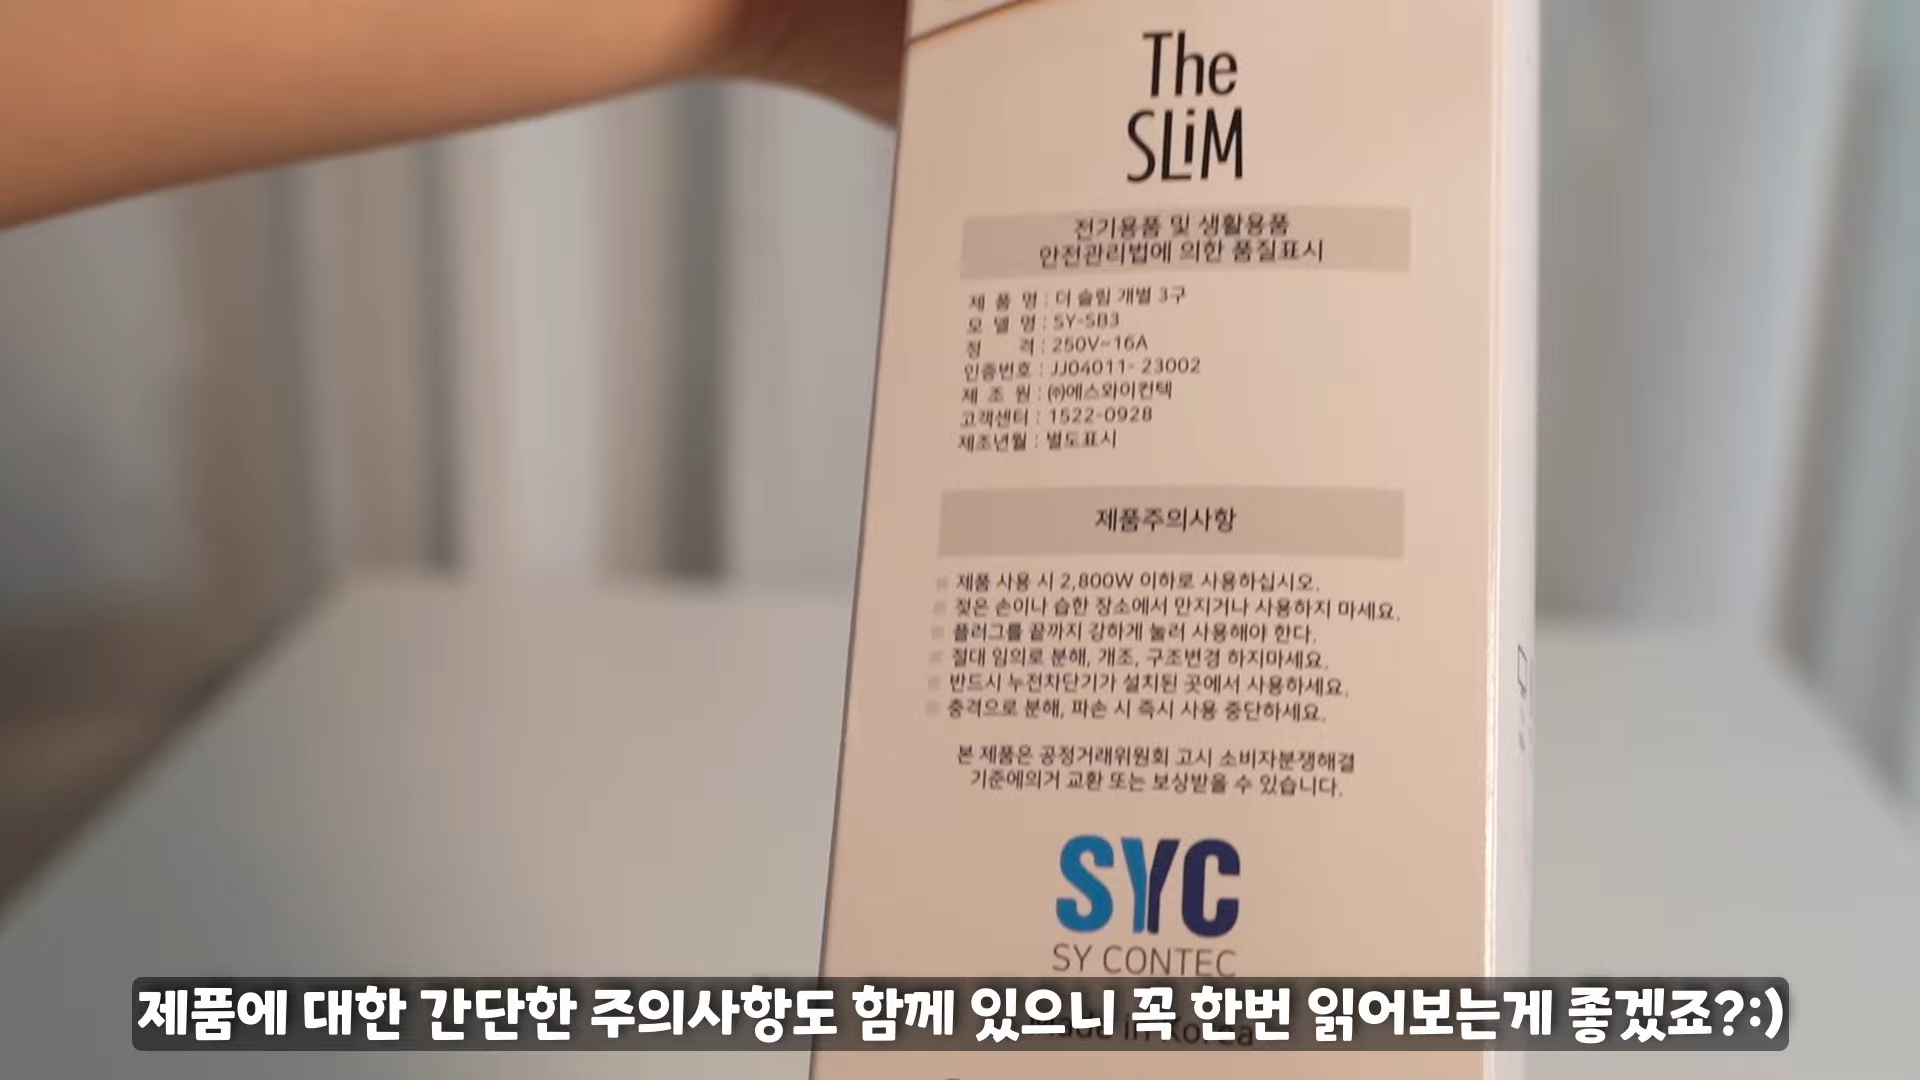 The
SLiM
전기용품 및 생활용품
안전관리법에 의한 품질표시
제 품 명 : 더 슬림 개별 3구
모 델 명 : SY-SB3
정 격 : 250V~16A
인증번호 : JJ04011- 23002
제 조 원 : ㈜에스와이컨텍
고객센터 : 1522-0928
제조년월 : 별도표시
제품주의사항
제품 사용 시 2,800W 이하로 사용하십시오.
젖은 손이나 습한 장소에서 만지거나 사용하지 마세요.
플러그를 끝까지 강하게 눌러 사용해야 한다.
절대 임의로 분해, 개조, 구조변경 하지마세요.
반드시 누전차단기가 설치된 곳에서 사용하세요.
충격으로 분해, 파손 시 즉시 사용 중단하세요.
본 제품은 공정거래위원회 고시 소비자분쟁해결
기준에의거 교환 또는 보상받을 수 있습니다.
SYC
SY CONTEC
Made in Korea
제품에 대한 간단한 주의사항도 함께 있으니 꼭 한번 읽어보는게 좋겠죠?:)